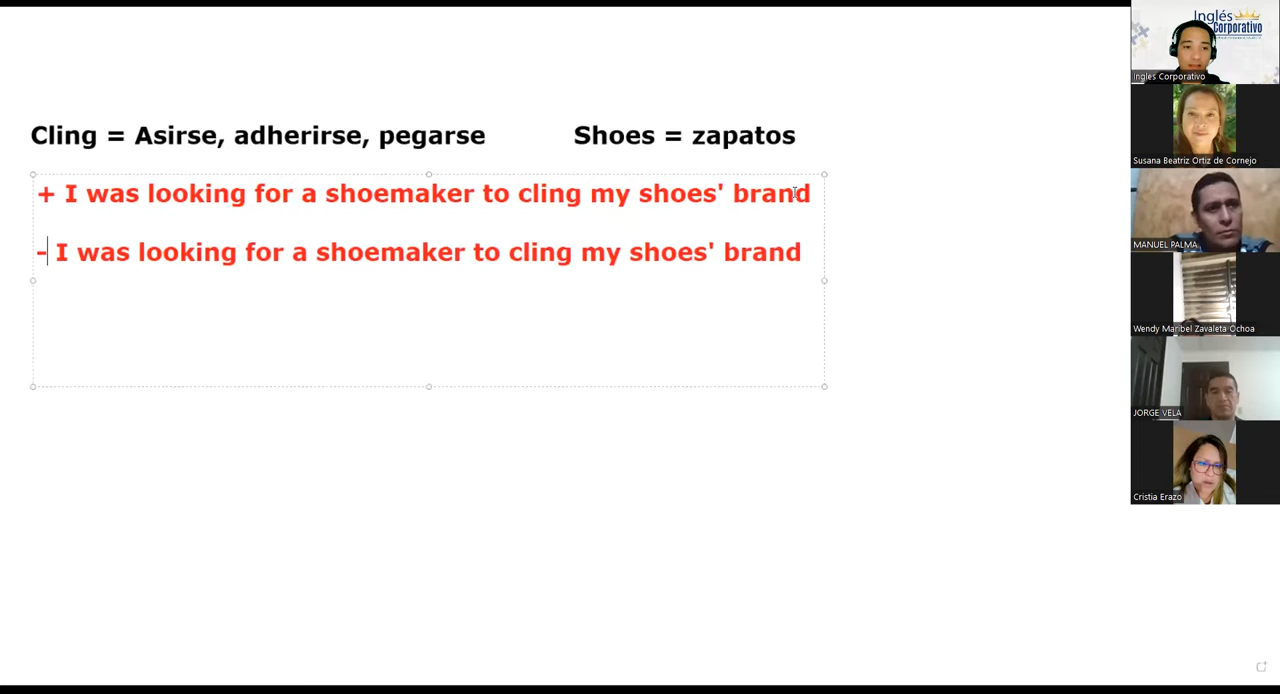 Cling = Asirse, adherirse, pegarse
Shoes = zapatos
+ I was looking for a shoemaker to cling my shoes' brand
- I was looking for a shoemaker to cling my shoes' brand
Inglés
Corporativo
Ingles Corporativo
Susana Beatriz Ortiz de Cornejo
MANUEL PALMA
Wendy Maribel Zavaleta Ochoa
JORGE VELA
Cristia Erazo